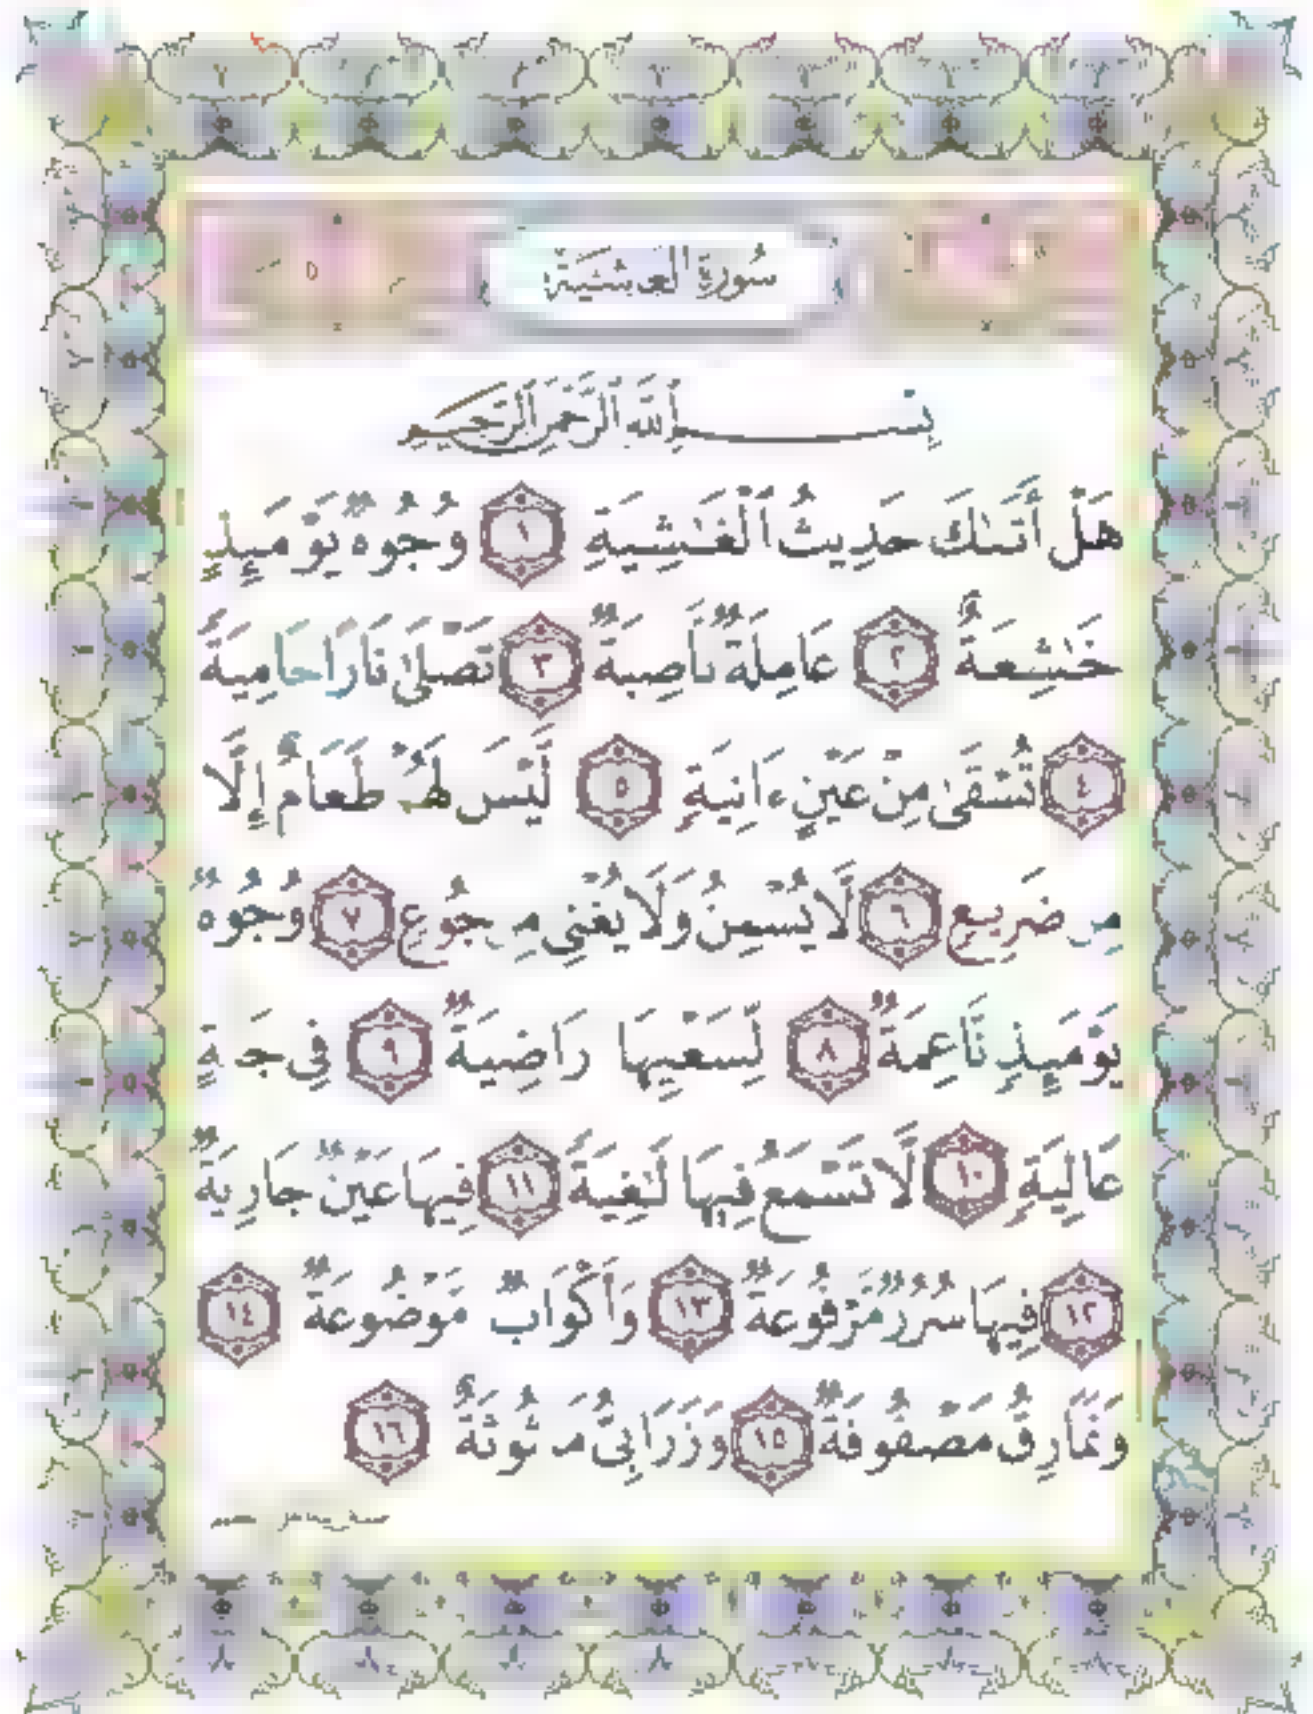 سُورَةُ الْغَاشِيَةِ
بِسْمِ ٱللَّهِ ٱلرَّحْمَٰنِ ٱلرَّحِيمِ
هَلْ أَتَىٰكَ حَدِيثُ ٱلْغَٰشِيَةِ ١ وُجُوهٌ يَوْمَئِذٍ
خَٰشِعَةٌ ٢ عَامِلَةٌ نَّاصِبَةٌ ٣ تَصْلَىٰ نَارًا حَامِيَةً
٤ تُسْقَىٰ مِنْ عَيْنٍ ءَانِيَةٍ ٥ لَّيْسَ لَهُمْ طَعَامٌ إِلَّا
مِن ضَرِيعٍ ٦ لَّا يُسْمِنُ وَلَا يُغْنِى مِن جُوعٍ ٧ وُجُوهٌ
يَوْمَئِذٍ نَّاعِمَةٌ ٨ لِّسَعْيِهَا رَاضِيَةٌ ٩ فِى جَنَّةٍ
عَالِيَةٍ ١٠ لَّا تَسْمَعُ فِيهَا لَٰغِيَةً ١١ فِيهَا عَيْنٌ جَارِيَةٌ
١٢ فِيهَا سُرُرٌ مَّرْفُوعَةٌ ١٣ وَأَكْوَابٌ مَّوْضُوعَةٌ ١٤
وَنَمَارِقُ مَصْفُوفَةٌ ١٥ وَزَرَابِىُّ مَبْثُوثَةٌ ١٦